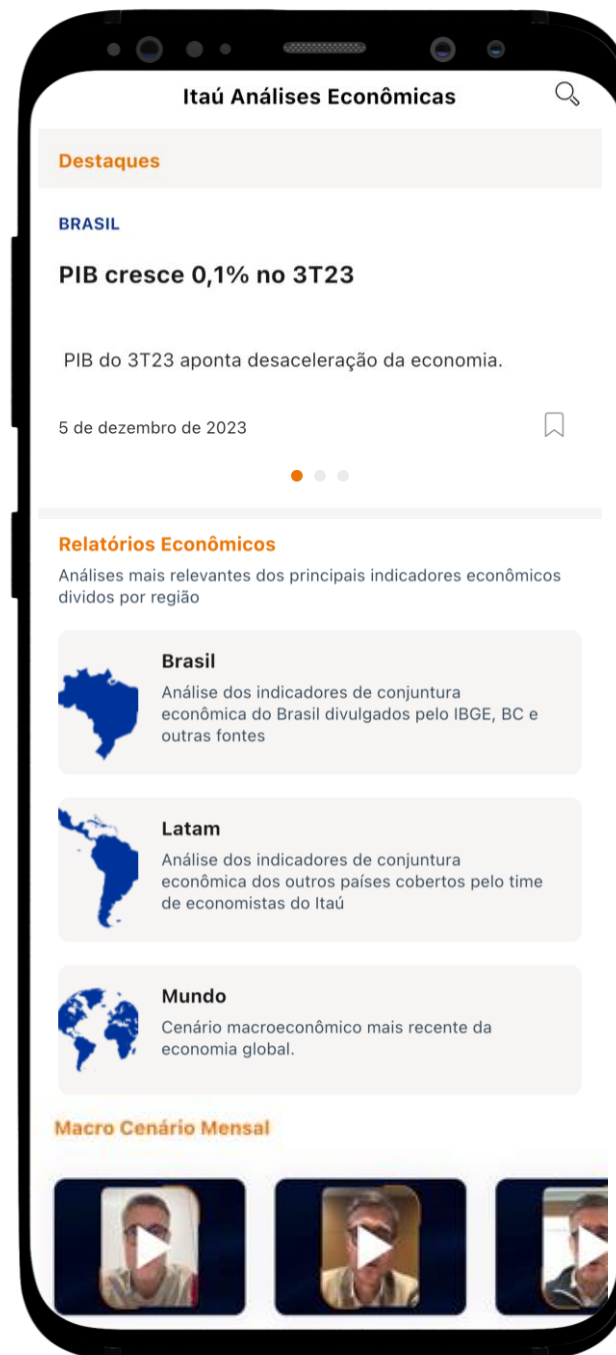 Itaú Análises Econômicas
Destaques
BRASIL
PIB cresce 0,1% no 3T23
PIB do 3T23 aponta desaceleração da economia.
5 de dezembro de 2023
Relatórios Econômicos
Análises mais relevantes dos principais indicadores econômicos
dividos por região
Brasil
Análise dos indicadores de conjuntura
econômica do Brasil divulgados pelo IBGE, BC e
outras fontes
Latam
Análise dos indicadores de conjuntura
econômica dos outros países cobertos pelo time
de economistas do Itaú
Mundo
Cenário macroeconômico mais recente da
economia global.
Macro Cenário Mensal